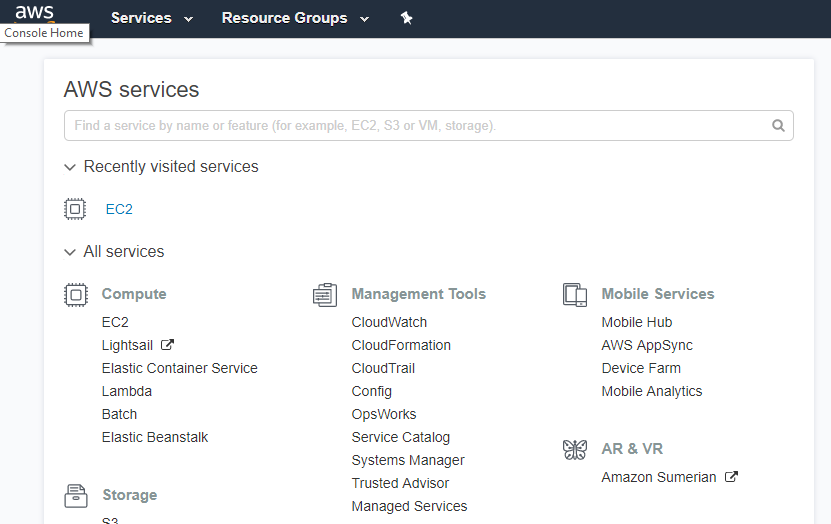 aws
Services
Resource Groups
Console Home
AWS services
Find a service by name or feature (for example, EC2, S3 or VM, storage).
Recently visited services
EC2
All services
Compute
EC2
Lightsail
Elastic Container Service
Lambda
Batch
Elastic Beanstalk
Storage
S3
Management Tools
CloudWatch
CloudFormation
CloudTrail
Config
OpsWorks
Service Catalog
Systems Manager
Trusted Advisor
Managed Services
Mobile Services
Mobile Hub
AWS AppSync
Device Farm
Mobile Analytics
AR & VR
Amazon Sumerian